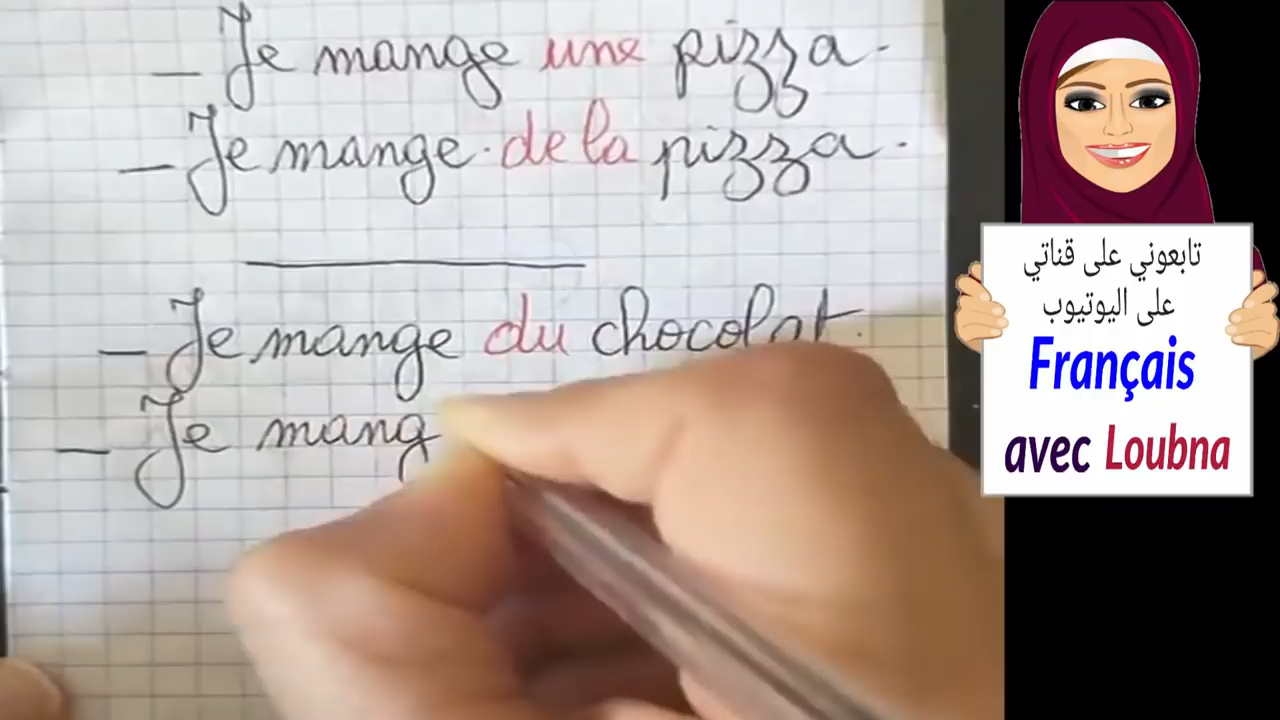 _ Je mange une pizza.
_ Je mange de la pizza.
_ Je mange du chocolat.
_ Je mang
تابعوني على قناتي
على اليوتيوب
Français
avec Loubna